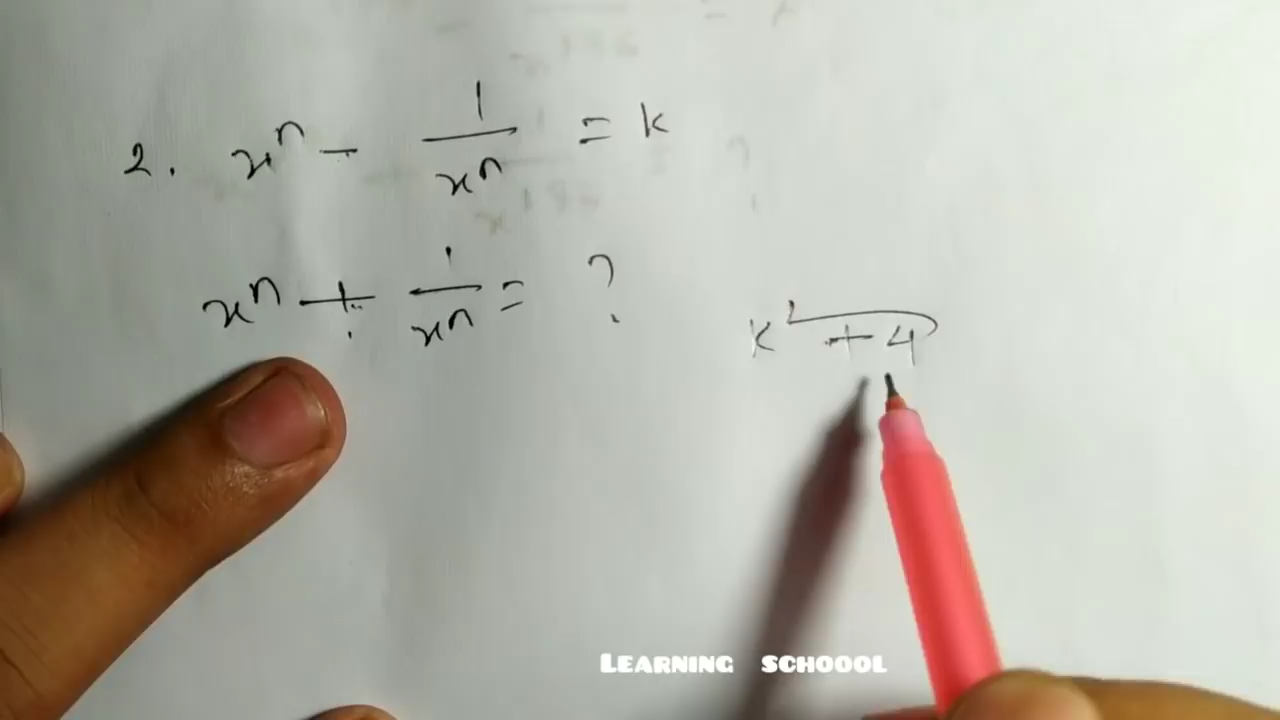 2. xⁿ - 1/xⁿ = k
xⁿ + 1/xⁿ = ?
k² + 4
LEARNING SCHOOOL